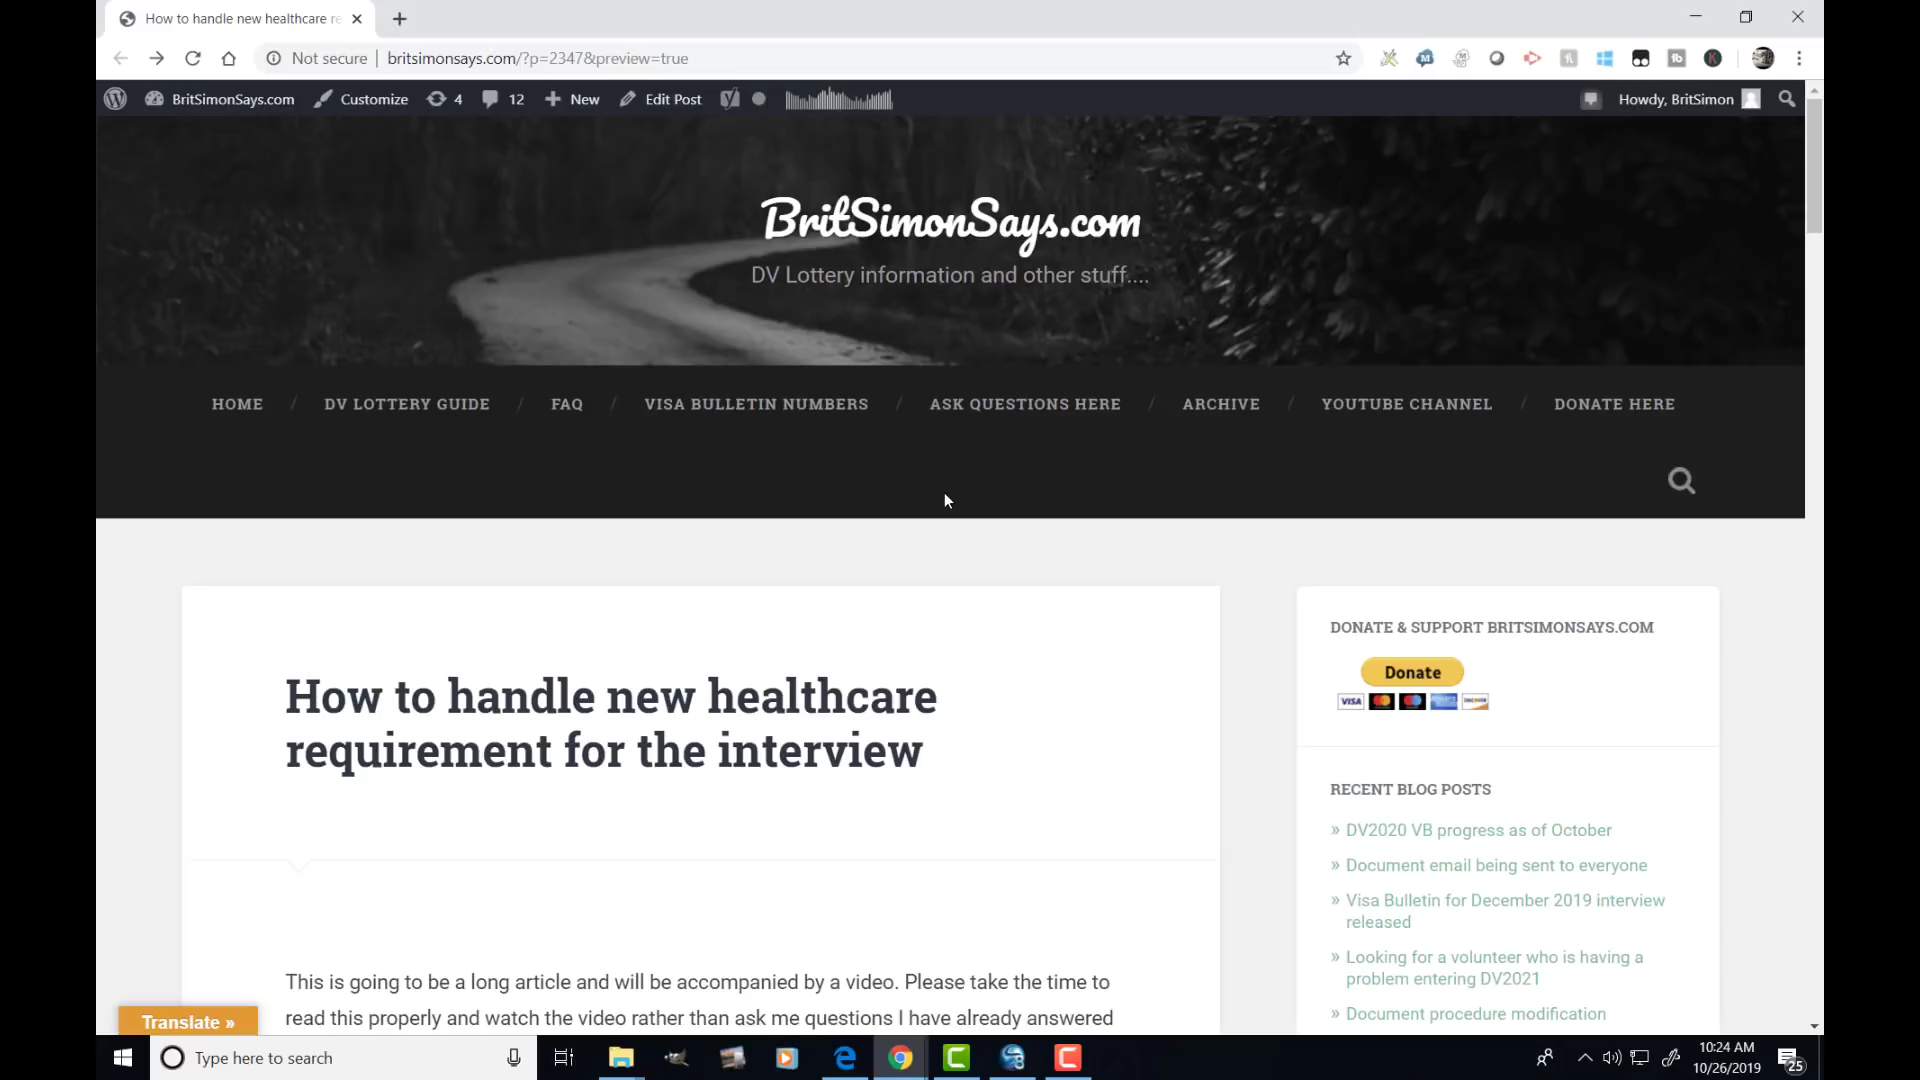 How to handle new healthcare re
Not secure
britsimonsays.com/?p=2347&preview=true
BritSimonSays.com
Customize
4
12
New
Edit Post
Howdy, BritSimon
BritSimonSays.com
DV Lottery information and other stuff....
HOME / DV LOTTERY GUIDE / FAQ / VISA BULLETIN NUMBERS / ASK QUESTIONS HERE / ARCHIVE / YOUTUBE CHANNEL / DONATE HERE
How to handle new healthcare
requirement for the interview
This is going to be a long article and will be accompanied by a video. Please take the time to
read this properly and watch the video rather than ask me questions I have already answered
DONATE & SUPPORT BRITSIMONSAYS.COM
Donate
VISA
RECENT BLOG POSTS
» DV2020 VB progress as of October
» Document email being sent to everyone
» Visa Bulletin for December 2019 interview
released
» Looking for a volunteer who is having a
problem entering DV2021
» Document procedure modification
Translate »
Type here to search
10:24 AM
10/26/2019
25